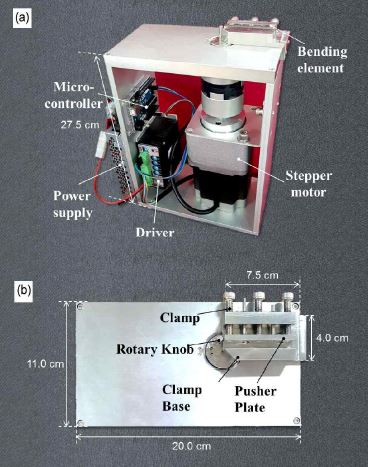 (a)
Bending
element
Micro-
controller
27.5 cm
Stepper
motor
Power
supply
Driver
(b)
7.5 cm
Clamp
4.0 cm
Rotary Knob
11.0 cm
Clamp
Base
Pusher
Plate
20.0 cm